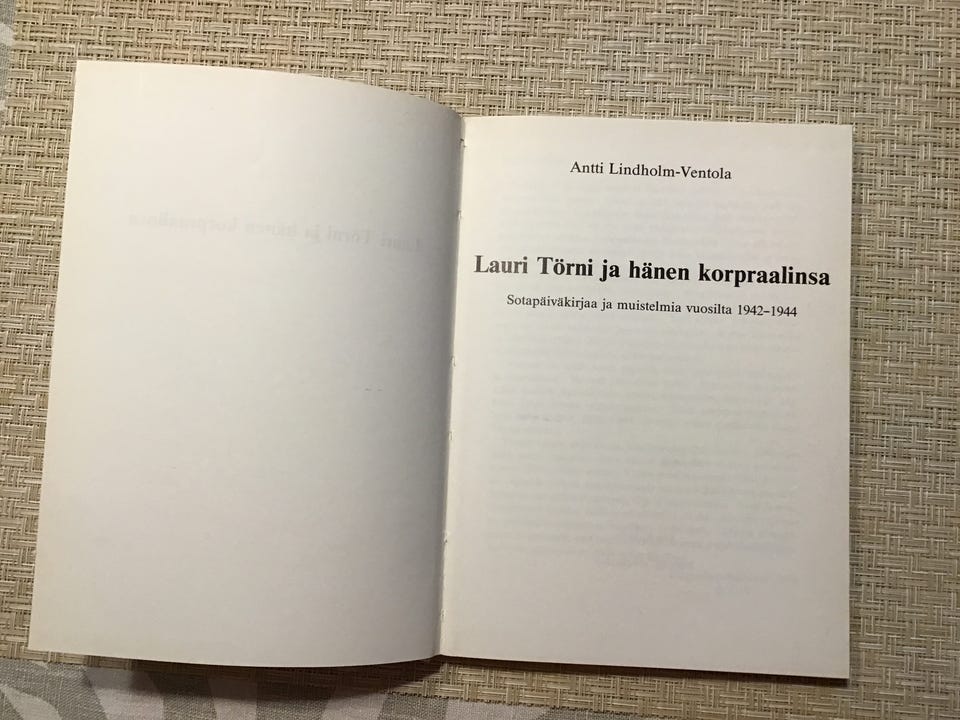 Antti Lindholm-Ventola
Lauri Törni ja hänen korpraalinsa
Sotapäiväkirjaa ja muistelmia vuosilta 1942–1944